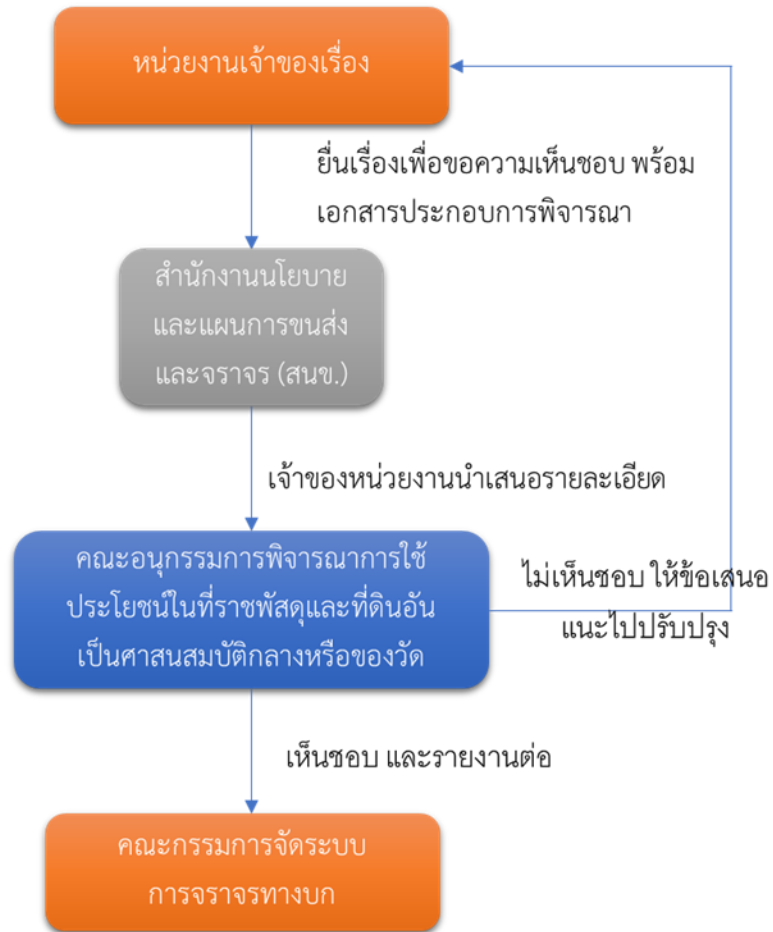 หน่วยงานเจ้าของเรื่อง
ยื่นเรื่องเพื่อขอความเห็นชอบ พร้อม
เอกสารประกอบการพิจารณา
สำนักงานนโยบาย
และแผนการขนส่ง
และจราจร (สนข.)
เจ้าของหน่วยงานนำเสนอรายละเอียด
คณะอนุกรรมการพิจารณาการใช้
ประโยชน์ในที่ราชพัสดุและที่ดินอัน
เป็นศาสนสมบัติกลางหรือของวัด
ไม่เห็นชอบ ให้ข้อเสนอ
แนะไปปรับปรุง
เห็นชอบ และรายงานต่อ
คณะกรรมการจัดระบบ
การจราจรทางบก